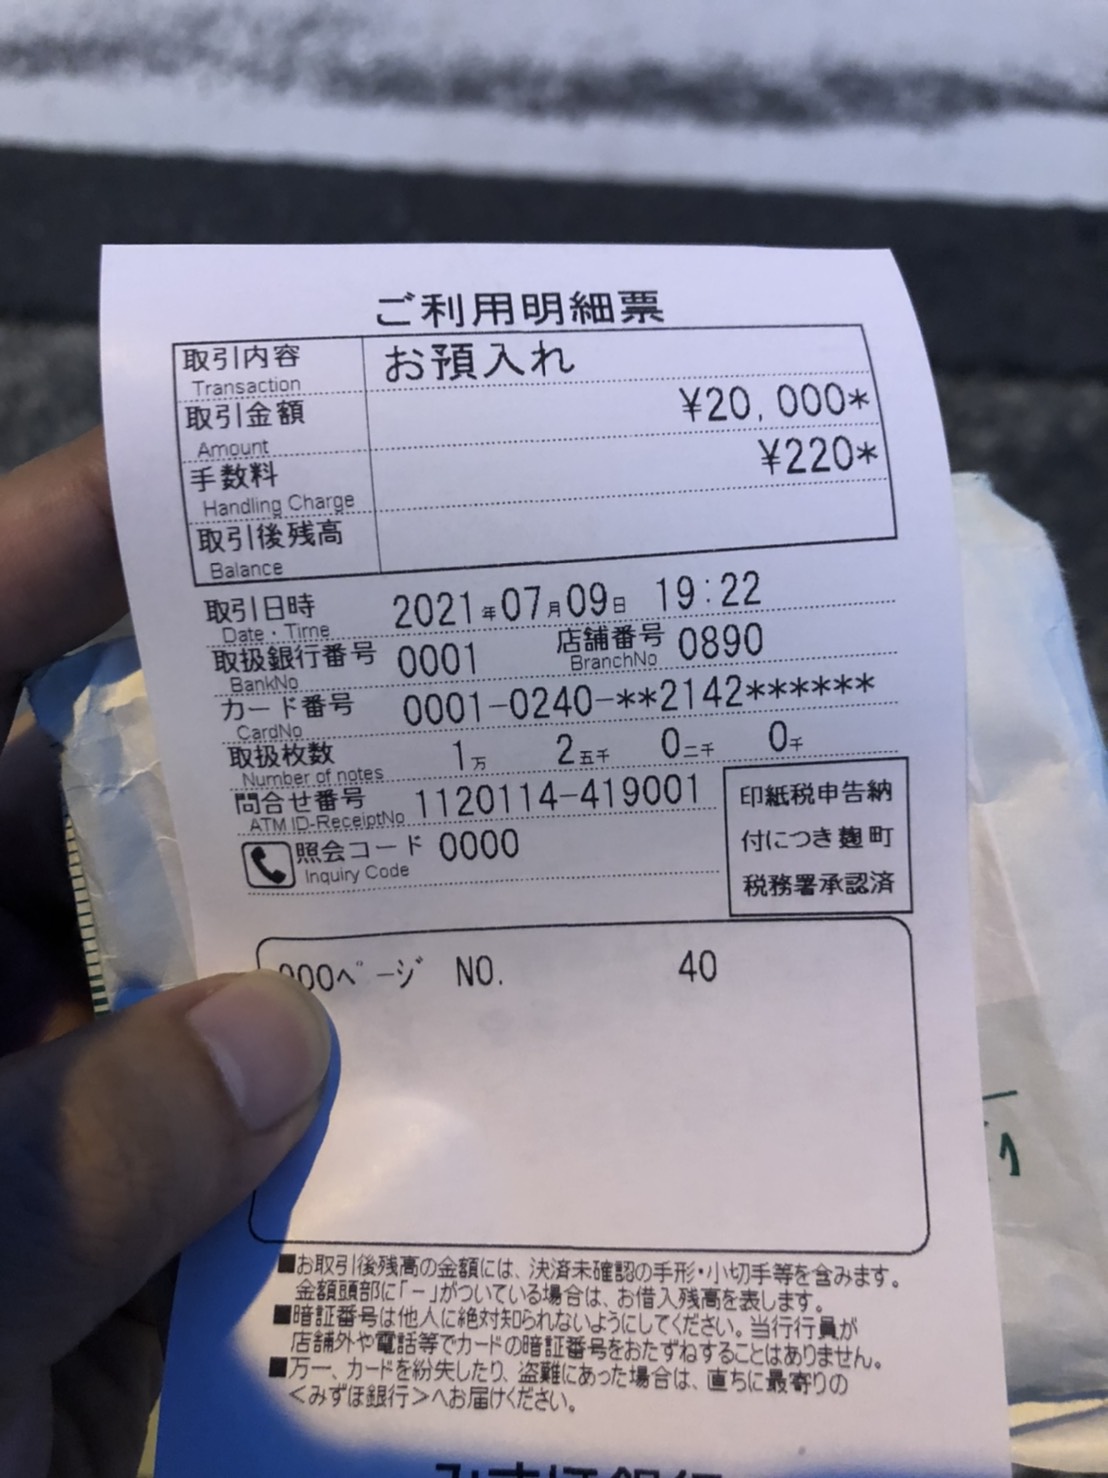 ご利用明細票
取引内容 お預入れ
Transaction
取引金額 ¥20,000*
Amount
手数料 ¥220*
Handling Charge
取引後残高
Balance
取引日時 2021年07月09日 19:22
Date・Time
取扱銀行番号 0001 店舗番号 0890
BankNo BranchNo
カード番号 0001-0240-**2142******
CardNo
取扱枚数 1万 2五千 0二千 0千
Number of notes
問合せ番号 1120114-419001
ATM ID-ReceiptNo
照会コード 0000
Inquiry Code
印紙税申告納
付につき麹町
税務署承認済
000ページ NO. 40
■お取引後残高の金額には、決済未確認の手形・小切手等を含みます。
金額頭部に「−」がついている場合は、お借入残高を表します。
■暗証番号は他人に絶対知られないようにしてください。当行行員が
店舗外や電話等でカードの暗証番号をおたずねすることはありません。
■万一、カードを紛失したり、盗難にあった場合は、直ちに最寄りの
＜みずほ銀行＞へお届けください。
みずほ銀行